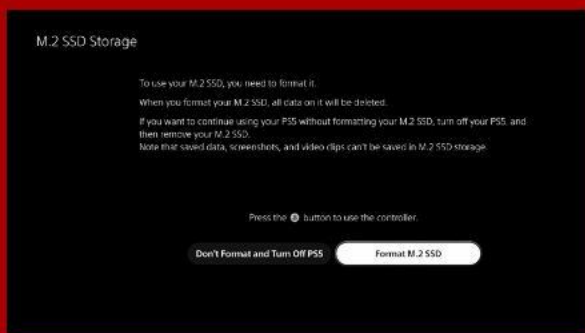 M.2 SSD Storage
To use your M.2 SSD, you need to format it.
When you format your M.2 SSD, all data on it will be deleted.
If you want to continue using your PS5 without formatting your M.2 SSD, turn off your PS5, and
then remove your M.2 SSD.
Note that saved data, screenshots, and video clips can't be saved in M.2 SSD storage.
Press the button to use the controller.
Don't Format and Turn Off PS5
Format M.2 SSD